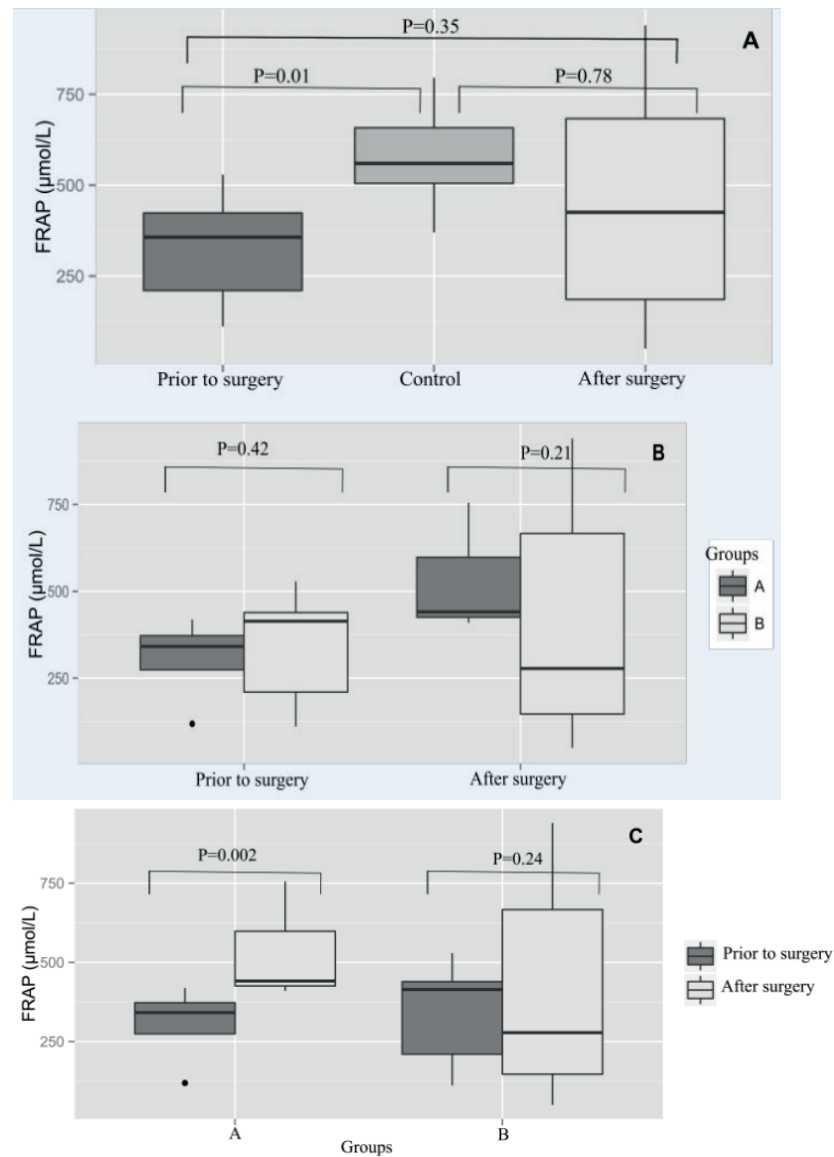 P=0.35
A
P=0.01
P=0.78
750
500
250
FRAP (µmol/L)
Prior to surgery Control After surgery
P=0.42
P=0.21
B
750
500
250
FRAP (µmol/L)
Prior to surgery After surgery
Groups
A
B
C
P=0.002
P=0.24
750
500
250
FRAP (µmol/L)
A B
Groups
Prior to surgery
After surgery